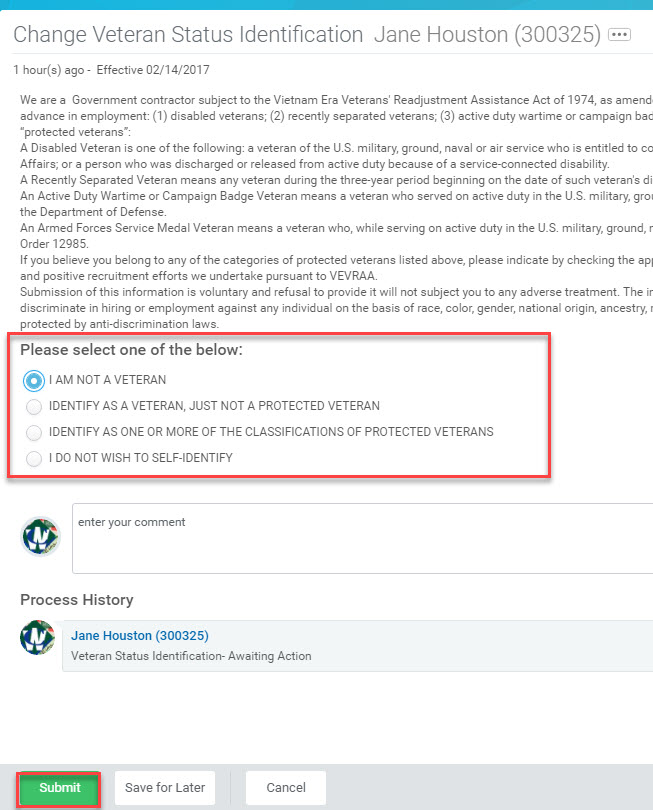 Change Veteran Status Identification Jane Houston (300325)
1 hour(s) ago - Effective 02/14/2017
We are a Government contractor subject to the Vietnam Era Veterans' Readjustment Assistance Act of 1974, as amende
advance in employment: (1) disabled veterans; (2) recently separated veterans; (3) active duty wartime or campaign bad
“protected veterans”:
A Disabled Veteran is one of the following: a veteran of the U.S. military, ground, naval or air service who is entitled to co
Affairs; or a person who was discharged or released from active duty because of a service-connected disability.
A Recently Separated Veteran means any veteran during the three-year period beginning on the date of such veteran's di
An Active Duty Wartime or Campaign Badge Veteran means a veteran who served on active duty in the U.S. military, grou
the Department of Defense.
An Armed Forces Service Medal Veteran means a veteran who, while serving on active duty in the U.S. military, ground, n
Order 12985.
If you believe you belong to any of the categories of protected veterans listed above, please indicate by checking the app
and positive recruitment efforts we undertake pursuant to VEVRAA.
Submission of this information is voluntary and refusal to provide it will not subject you to any adverse treatment. The in
discriminate in hiring or employment against any individual on the basis of race, color, gender, national origin, ancestry, r
protected by anti-discrimination laws.
Please select one of the below:
I AM NOT A VETERAN
IDENTIFY AS A VETERAN, JUST NOT A PROTECTED VETERAN
IDENTIFY AS ONE OR MORE OF THE CLASSIFICATIONS OF PROTECTED VETERANS
I DO NOT WISH TO SELF-IDENTIFY
enter your comment
Process History
Jane Houston (300325)
Veteran Status Identification- Awaiting Action
Submit Save for Later Cancel